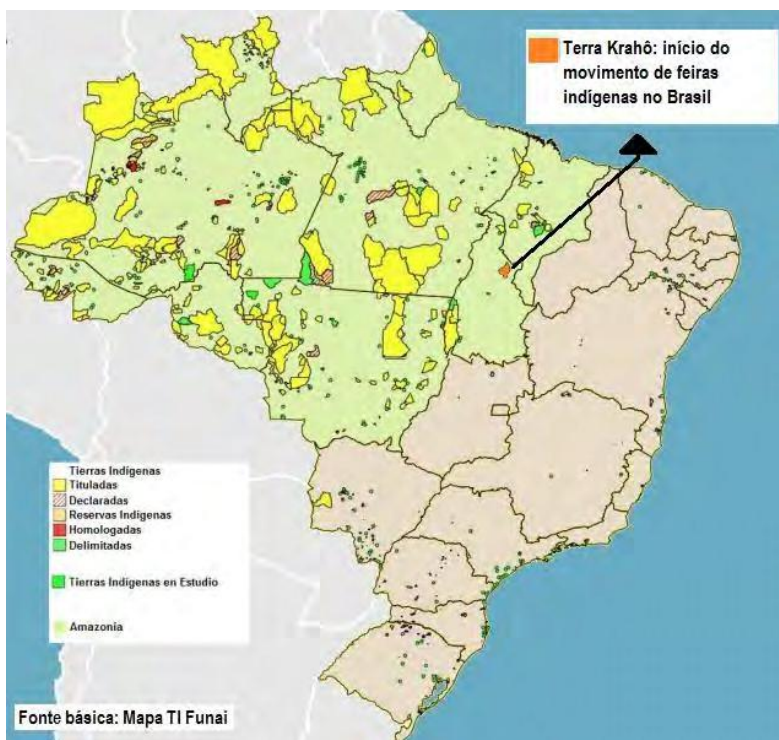 Terra Krahô: início do
movimento de feiras
indígenas no Brasil
Tierras Indígenas
Tituladas
Declaradas
Reservas Indígenas
Homologadas
Delimitadas
Tierras Indígenas en Estudio
Amazonía
Fonte básica: Mapa TI Funai